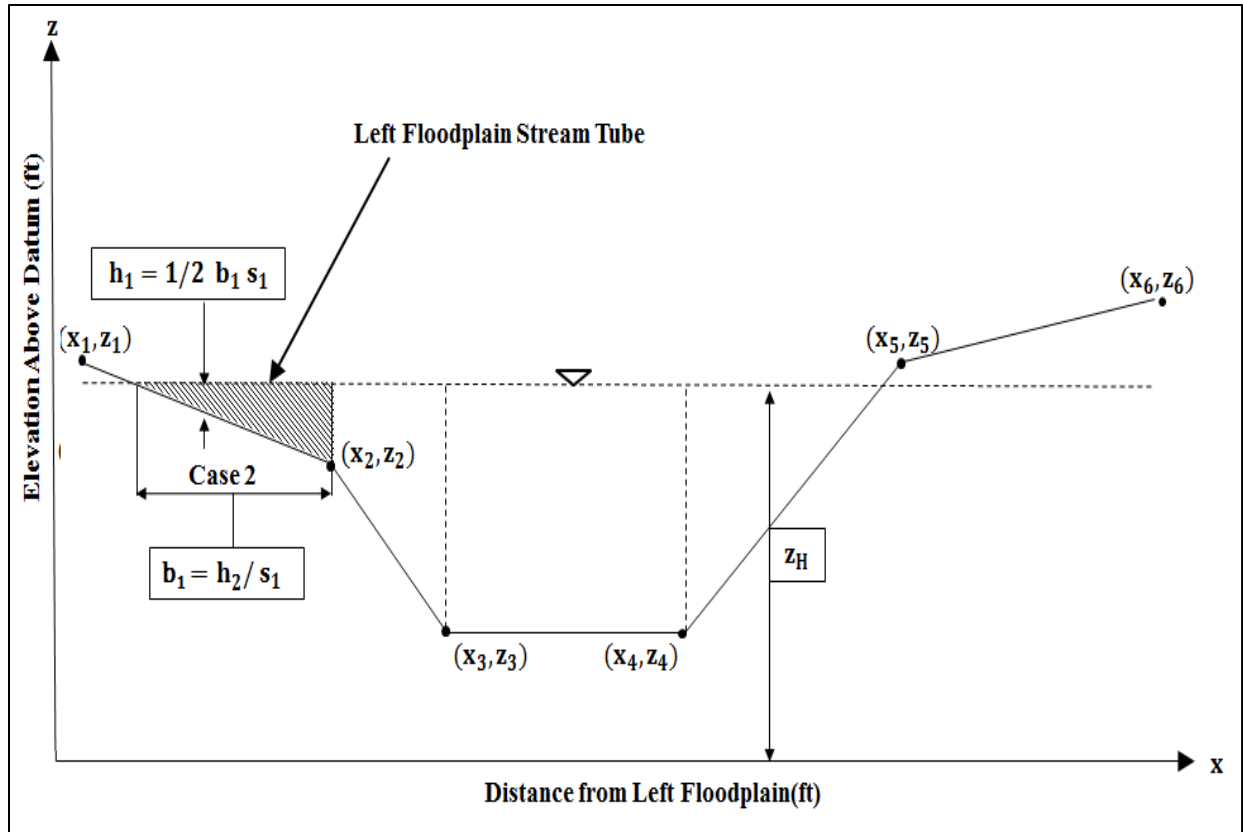 z
Left Floodplain Stream Tube
Elevation Above Datum (ft)
h₁ = 1/2 b₁ s₁
(x₁, z₁)
(x₆, z₆)
(x₅, z₅)
(x₂, z₂)
Case 2
b₁ = h₂/ s₁
z_H
(x₃, z₃)
(x₄, z₄)
x
Distance from Left Floodplain(ft)